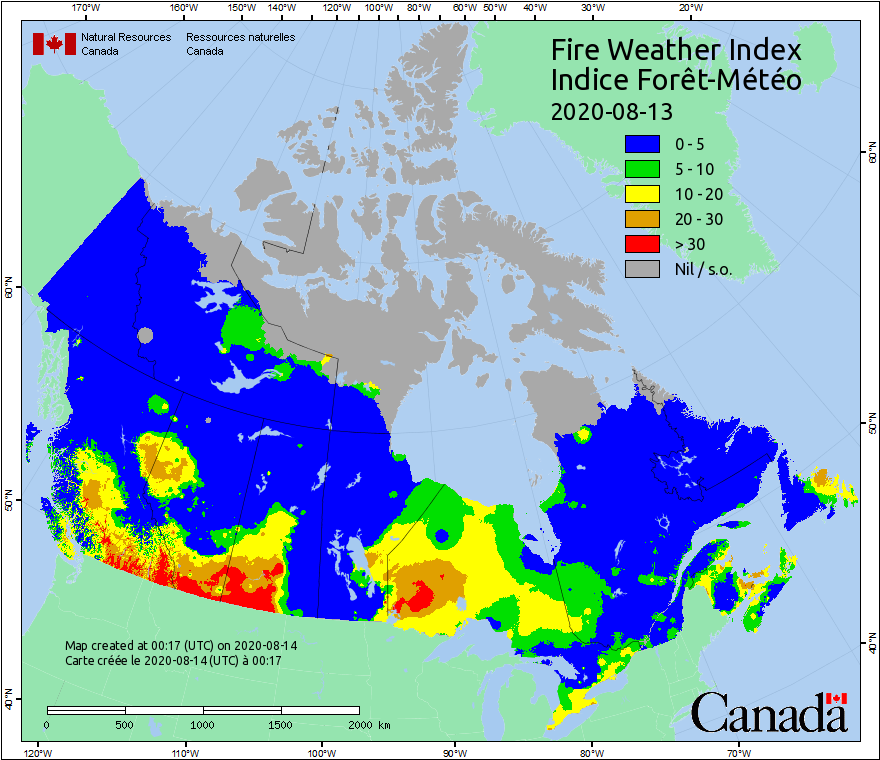 170°W 160°W 150°W 140°W 120°W 100°W 80°W 60°W 50°W 40°W 30°W 20°W
Natural Resources Ressources naturelles
Canada Canada
Fire Weather Index
Indice Forêt-Météo
2020-08-13
0 - 5
5 - 10
10 - 20
20 - 30
> 30
Nil / s.o.
60°N
60°N
50°N
50°N
40°N
40°N
Map created at 00:17 (UTC) on 2020-08-14
Carte créée le 2020-08-14 (UTC) à 00:17
0 500 1000 1500 2000 km
Canada
120°W 110°W 100°W 90°W 80°W 70°W